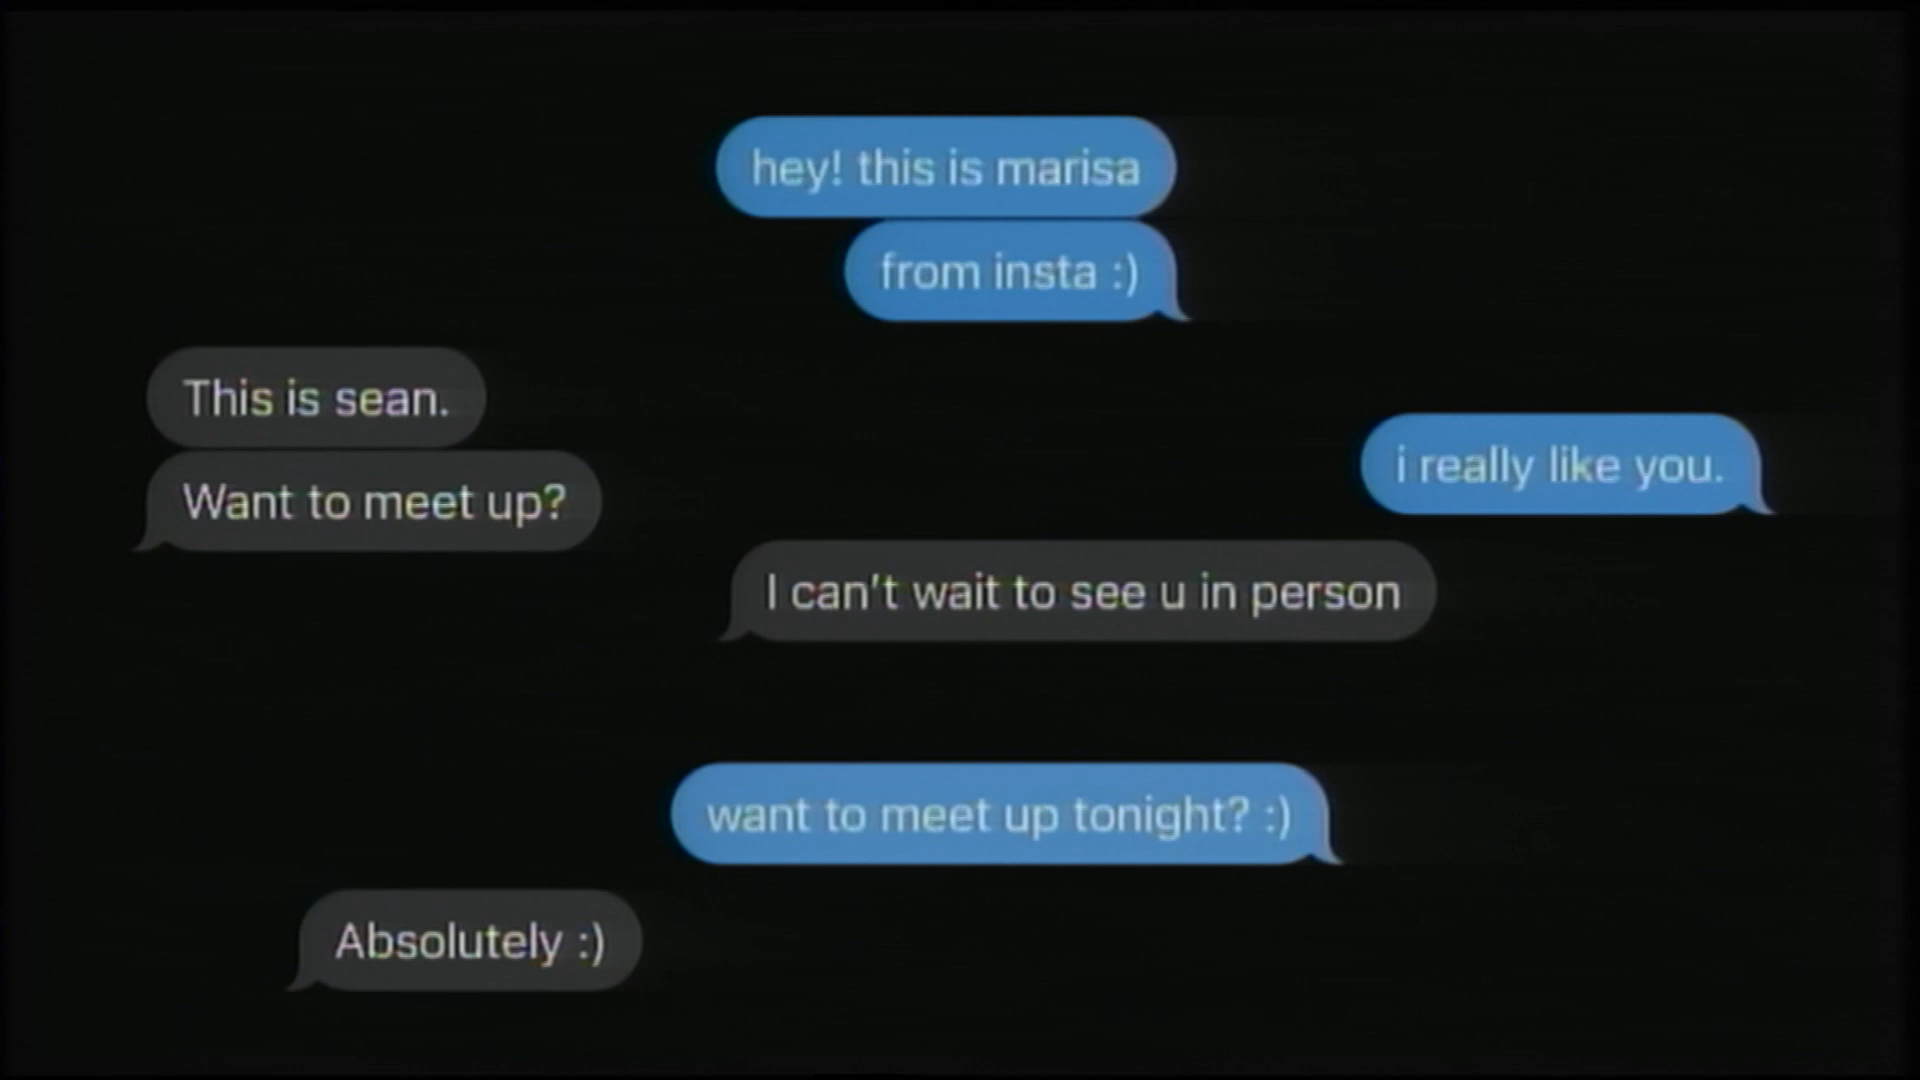 hey! this is marisa
from insta :)
This is sean.
Want to meet up?
i really like you.
I can't wait to see u in person
want to meet up tonight? :)
Absolutely :)